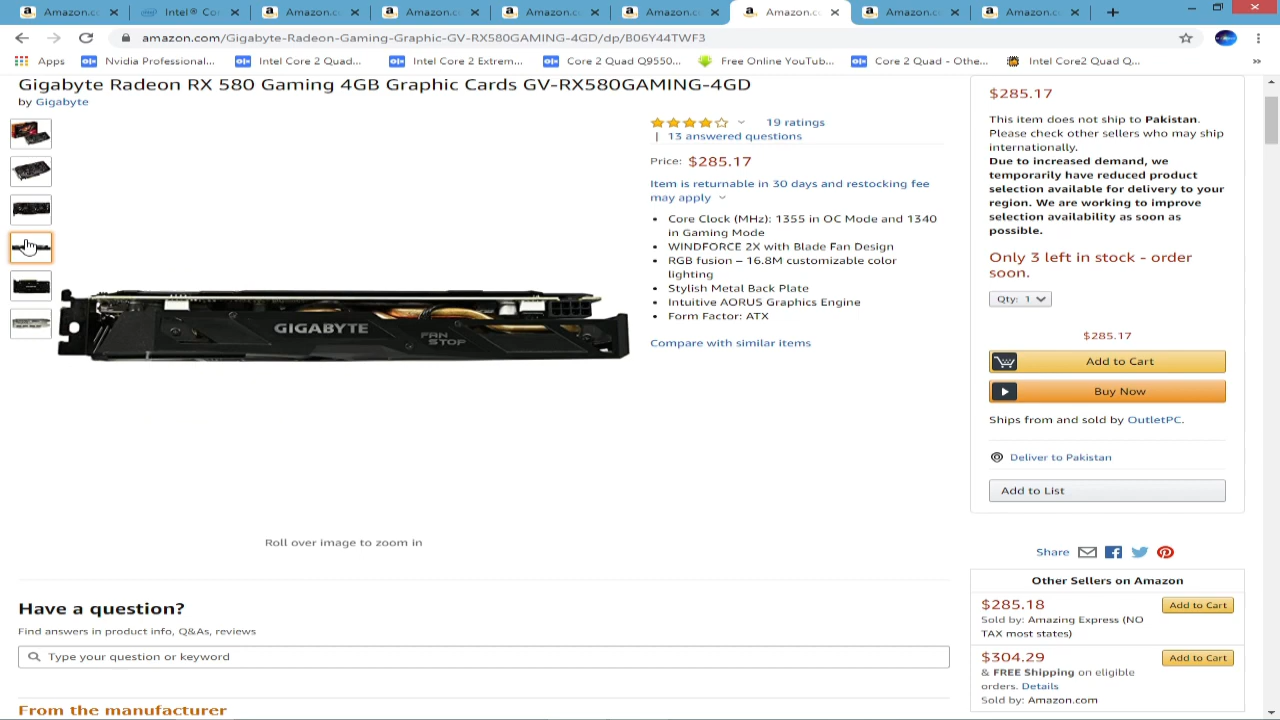 Amazon.co
Intel® Cor
Amazon.co
Amazon.co
Amazon.co
Amazon.co
Amazon.co
Amazon.co
Amazon.co
amazon.com/Gigabyte-Radeon-Gaming-Graphic-GV-RX580GAMING-4GD/dp/B06Y44TWF3
Apps
Nvidia Professional...
Intel Core 2 Quad...
Intel Core 2 Extrem...
Core 2 Quad Q9550...
Free Online YouTub...
Core 2 Quad - Othe...
Intel Core2 Quad Q...
»
Gigabyte Radeon RX 580 Gaming 4GB Graphic Cards GV-RX580GAMING-4GD
by Gigabyte
GIGABYTE
FAN STOP
Roll over image to zoom in
19 ratings
| 13 answered questions
Price: $285.17
Item is returnable in 30 days and restocking fee
may apply
• Core Clock (MHz): 1355 in OC Mode and 1340
in Gaming Mode
• WINDFORCE 2X with Blade Fan Design
• RGB fusion – 16.8M customizable color
lighting
• Stylish Metal Back Plate
• Intuitive AORUS Graphics Engine
• Form Factor: ATX
Compare with similar items
$285.17
This item does not ship to Pakistan.
Please check other sellers who may ship
internationally.
Due to increased demand, we
temporarily have reduced product
selection available for delivery to your
region. We are working to improve
selection availability as soon as
possible.
Only 3 left in stock - order
soon.
Qty: 1
$285.17
Add to Cart
Buy Now
Ships from and sold by OutletPC.
Deliver to Pakistan
Add to List
Share
Other Sellers on Amazon
$285.18
Add to Cart
Sold by: Amazing Express (NO
TAX most states)
$304.29
Add to Cart
& FREE Shipping on eligible
orders. Details
Sold by: Amazon.com
Have a question?
Find answers in product info, Q&As, reviews
Type your question or keyword
From the manufacturer